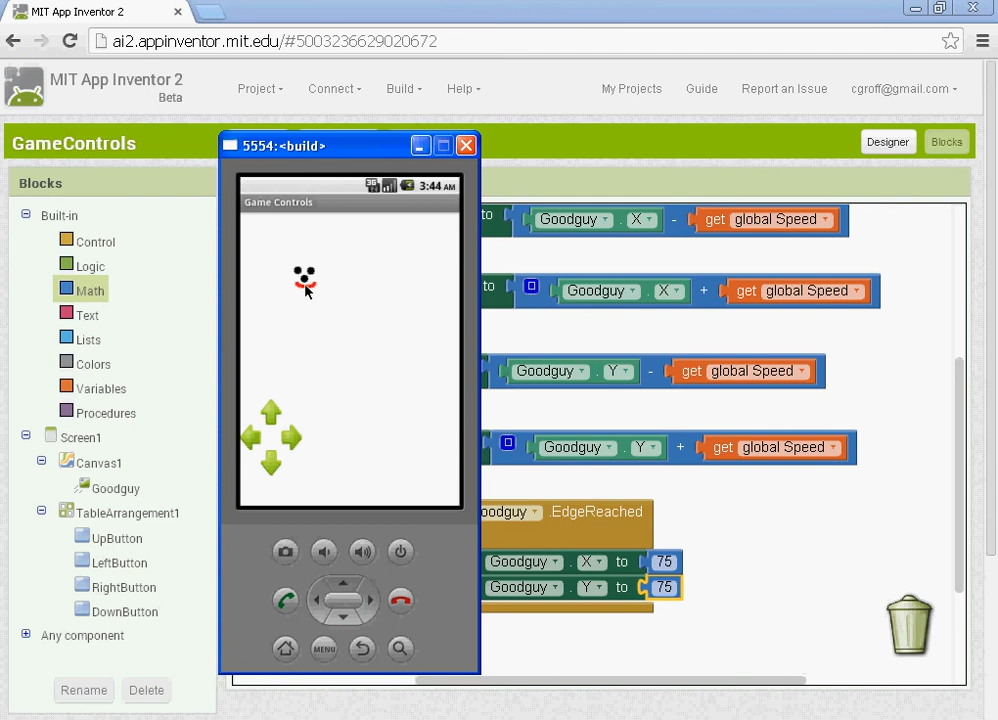 MIT App Inventor 2
ai2.appinventor.mit.edu/#5003236629020672
MIT App Inventor 2
Beta
Project
Connect
Build
Help
My Projects
Guide
Report an Issue
cgroff@gmail.com
GameControls
Designer
Blocks
Blocks
Built-in
Control
Logic
Math
Text
Lists
Colors
Variables
Procedures
Screen1
Canvas1
Goodguy
TableArrangement1
UpButton
LeftButton
RightButton
DownButton
Any component
Rename
Delete
5554:<build>
3G 3:44 AM
Game Controls
MENU
to Goodguy . X - get global Speed
to Goodguy . X + get global Speed
Goodguy . Y - get global Speed
Goodguy . Y + get global Speed
oodguy .EdgeReached
Goodguy . X to 75
Goodguy . Y to 75